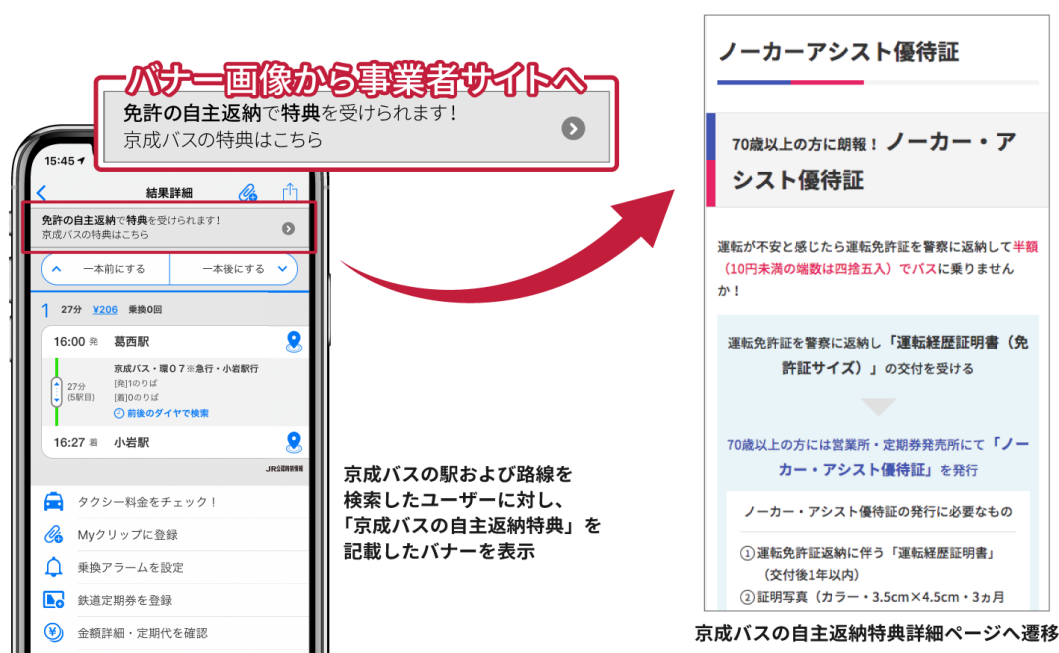 バナー画像から事業者サイトへ
免許の自主返納で特典を受けられます！
京成バスの特典はこちら
15:45
結果詳細
免許の自主返納で特典を受けられます！
京成バスの特典はこちら
一本前にする
一本後にする
1 27分 ¥206 乗換0回
16:00 発 葛西駅
京成バス・環０７※急行・小岩駅行
27分
(5駅目)
[発]1のりば
[着]0のりば
前後のダイヤで検索
16:27 着 小岩駅
JR公認時刻情報
タクシー料金をチェック！
Myクリップに登録
乗換アラームを設定
鉄道定期券を登録
金額詳細・定期代を確認
京成バスの駅および路線を
検索したユーザーに対し、
「京成バスの自主返納特典」を
記載したバナーを表示
ノーカーアシスト優待証
70歳以上の方に朗報！ノーカー・ア
シスト優待証
運転が不安と感じたら運転免許証を警察に返納して半額
（10円未満の端数は四捨五入）でバスに乗りません
か！
運転免許証を警察に返納し「運転経歴証明書（免
許証サイズ）」の交付を受ける
70歳以上の方には営業所・定期券発売所にて「ノー
カー・アシスト優待証」を発行
ノーカー・アシスト優待証の発行に必要なもの
①運転免許証返納に伴う「運転経歴証明書」
（交付後1年以内）
②証明写真（カラー・3.5cm×4.5cm・3ヵ月
京成バスの自主返納特典詳細ページへ遷移